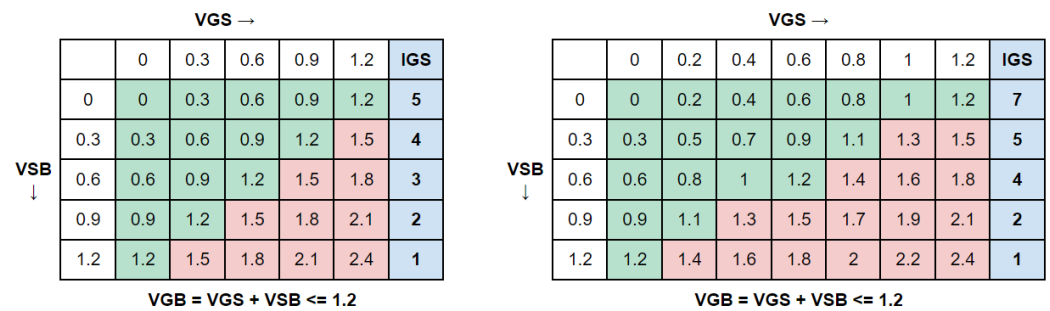 VGS →
0 0.3 0.6 0.9 1.2 IGS
0 0 0.3 0.6 0.9 1.2 5
0.3 0.3 0.6 0.9 1.2 1.5 4
VSB ↓
0.6 0.6 0.9 1.2 1.5 1.8 3
0.9 0.9 1.2 1.5 1.8 2.1 2
1.2 1.2 1.5 1.8 2.1 2.4 1
VGB = VGS + VSB <= 1.2
VGS →
0 0.2 0.4 0.6 0.8 1 1.2 IGS
0 0 0.2 0.4 0.6 0.8 1 1.2 7
0.3 0.3 0.5 0.7 0.9 1.1 1.3 1.5 5
VSB ↓
0.6 0.6 0.8 1 1.2 1.4 1.6 1.8 4
0.9 0.9 1.1 1.3 1.5 1.7 1.9 2.1 2
1.2 1.2 1.4 1.6 1.8 2 2.2 2.4 1
VGB = VGS + VSB <= 1.2